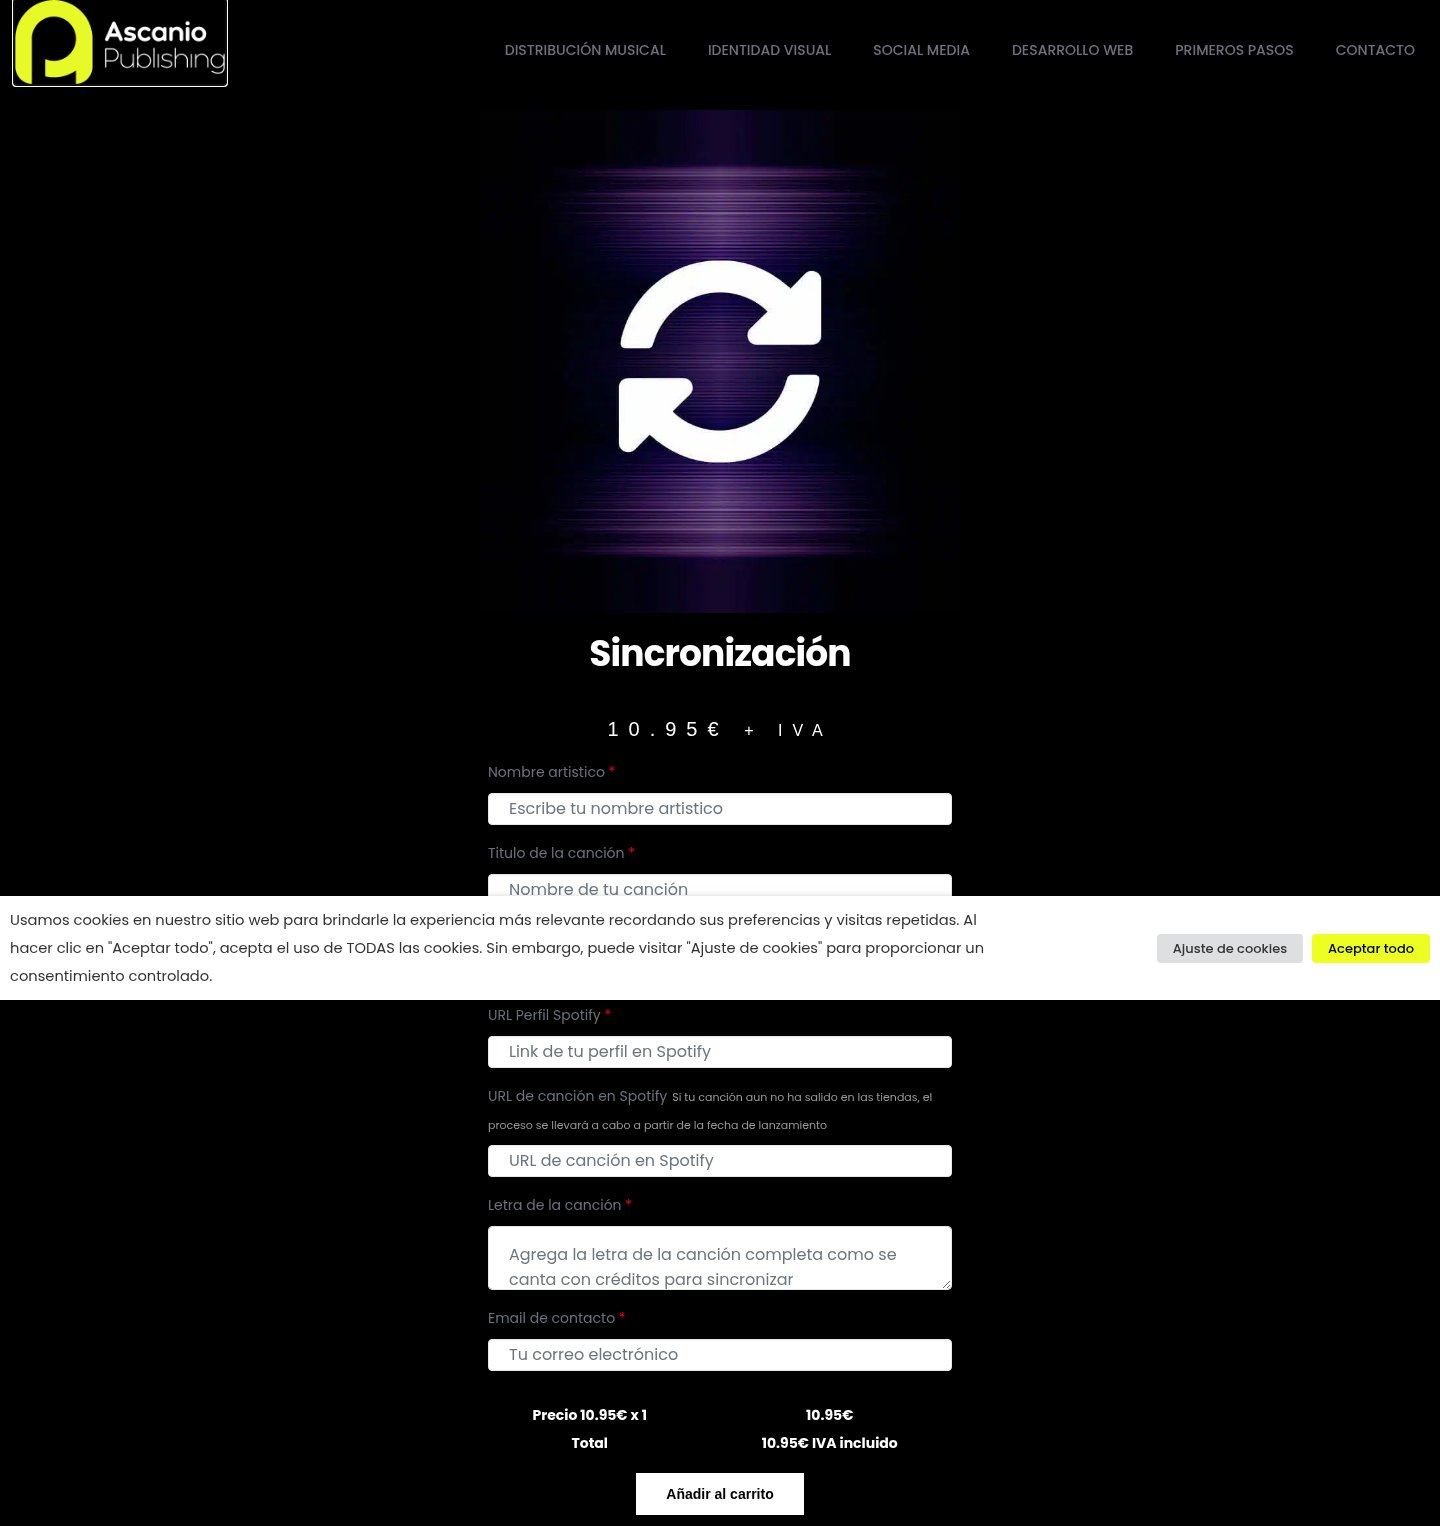 Ascanio
Publishing
DISTRIBUCIÓN MUSICAL
IDENTIDAD VISUAL
SOCIAL MEDIA
DESARROLLO WEB
PRIMEROS PASOS
CONTACTO
Sincronización
10.95€ + IVA
Nombre artistico *
Escribe tu nombre artistico
Titulo de la canción *
Nombre de tu canción
Usamos cookies en nuestro sitio web para brindarle la experiencia más relevante recordando sus preferencias y visitas repetidas. Al
hacer clic en "Aceptar todo", acepta el uso de TODAS las cookies. Sin embargo, puede visitar "Ajuste de cookies" para proporcionar un
consentimiento controlado.
Ajuste de cookies
Aceptar todo
URL Perfil Spotify *
Link de tu perfil en Spotify
URL de canción en Spotify Si tu canción aun no ha salido en las tiendas, el
proceso se llevará a cabo a partir de la fecha de lanzamiento
URL de canción en Spotify
Letra de la canción *
Agrega la letra de la canción completa como se
canta con créditos para sincronizar
Email de contacto *
Tu correo electrónico
Precio 10.95€ x 1 10.95€
Total 10.95€ IVA incluido
Añadir al carrito